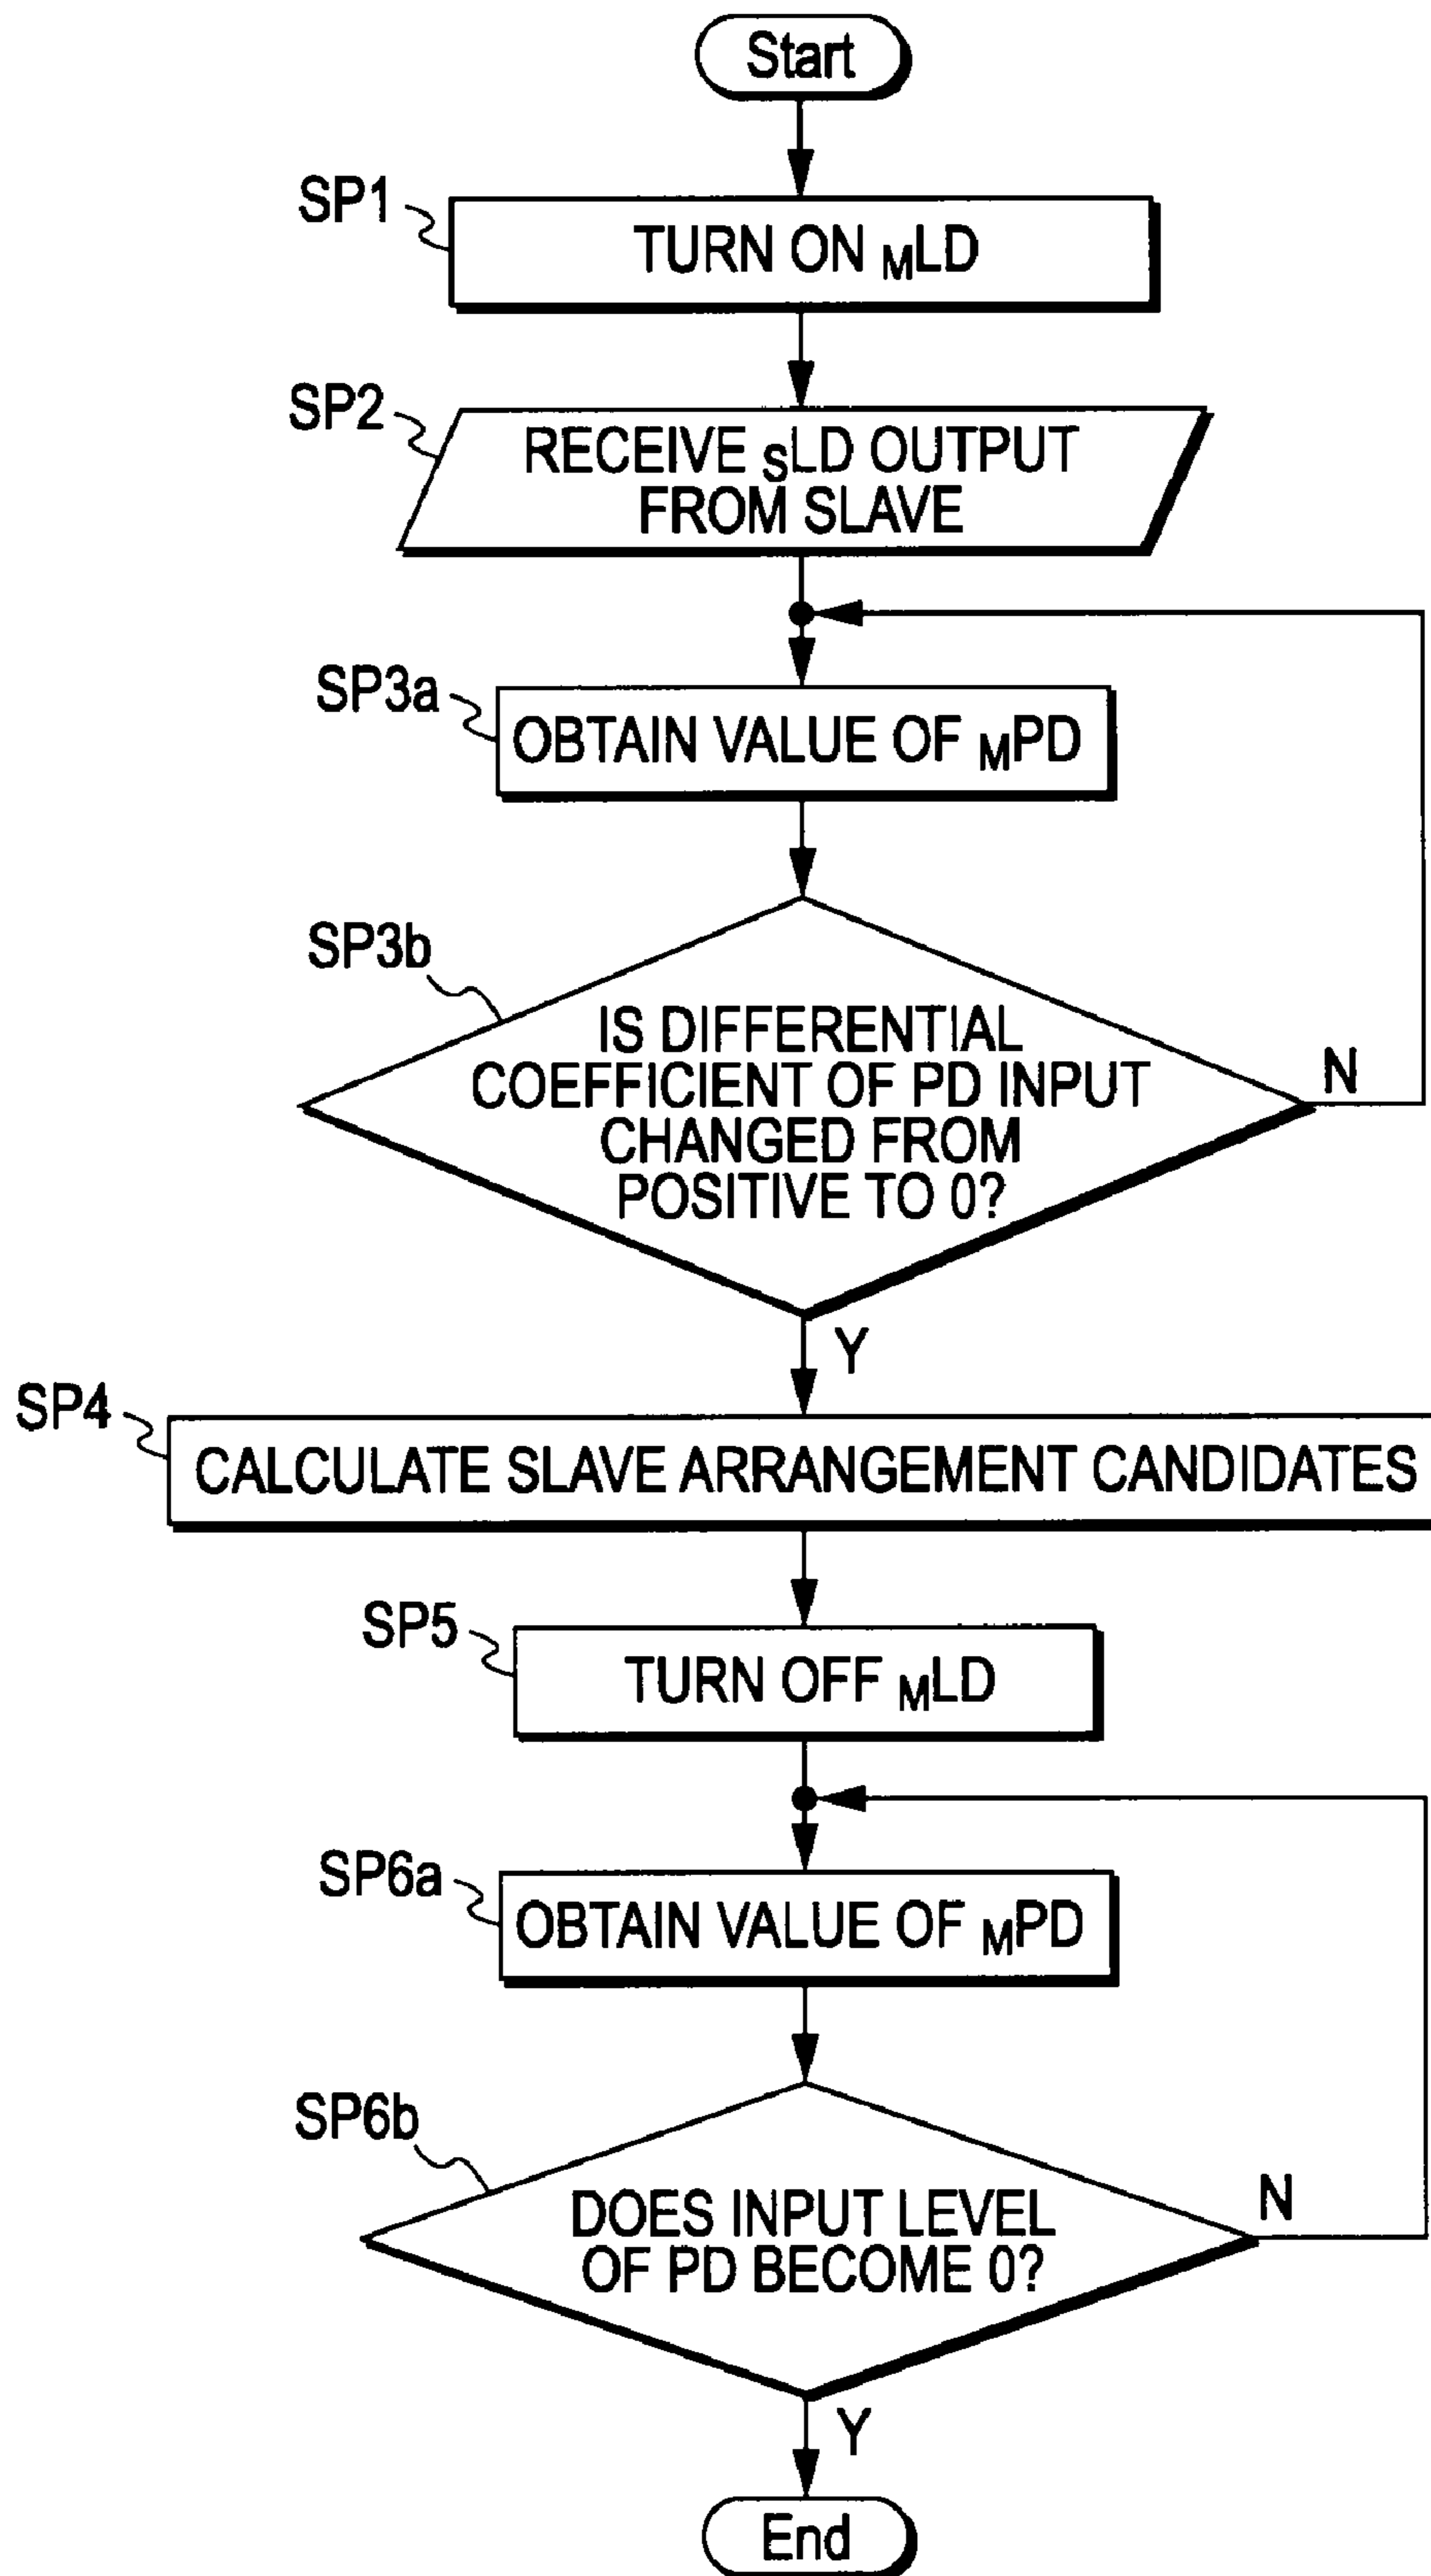 Start
SP1
TURN ON MLD
SP2
RECEIVE SLD OUTPUT
FROM SLAVE
SP3a
OBTAIN VALUE OF MPD
SP3b
IS DIFFERENTIAL
COEFFICIENT OF PD INPUT
CHANGED FROM
POSITIVE TO 0?
N
Y
SP4
CALCULATE SLAVE ARRANGEMENT CANDIDATES
SP5
TURN OFF MLD
SP6a
OBTAIN VALUE OF MPD
SP6b
DOES INPUT LEVEL
OF PD BECOME 0?
N
Y
End